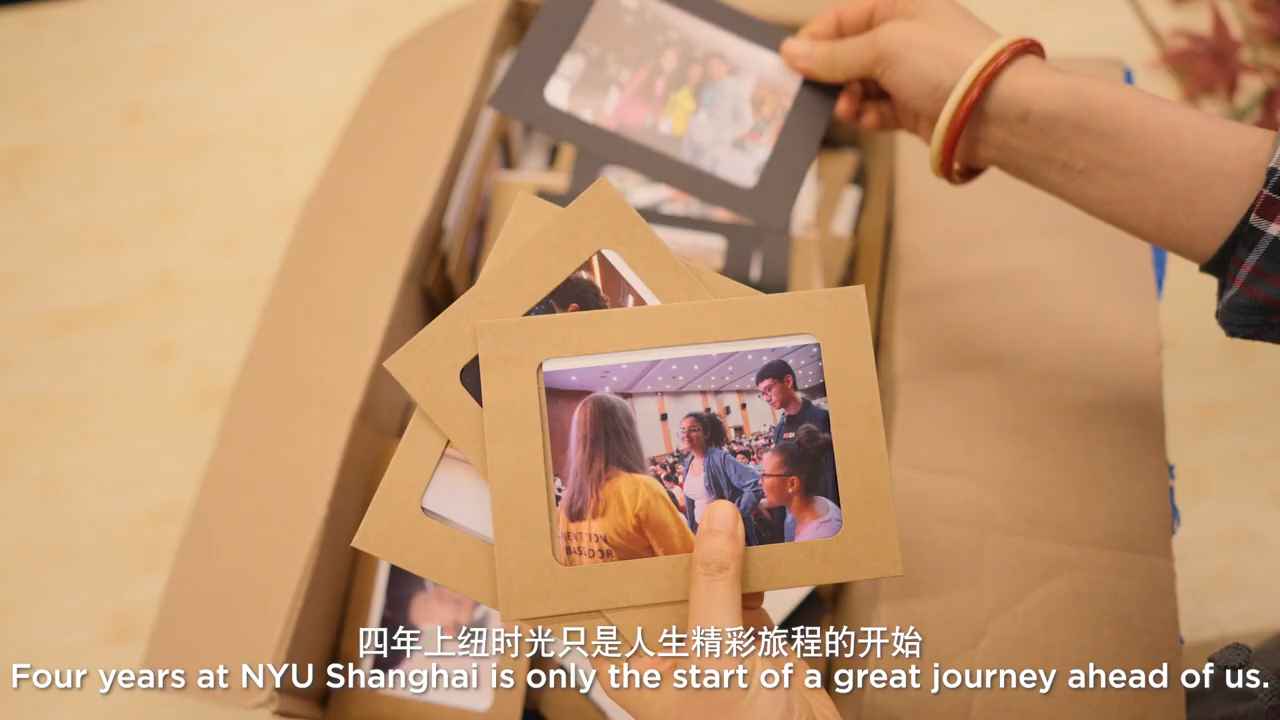 BASSADOR
四年上纽时光只是人生精彩旅程的开始
Four years at NYU Shanghai is only the start of a great journey ahead of us.